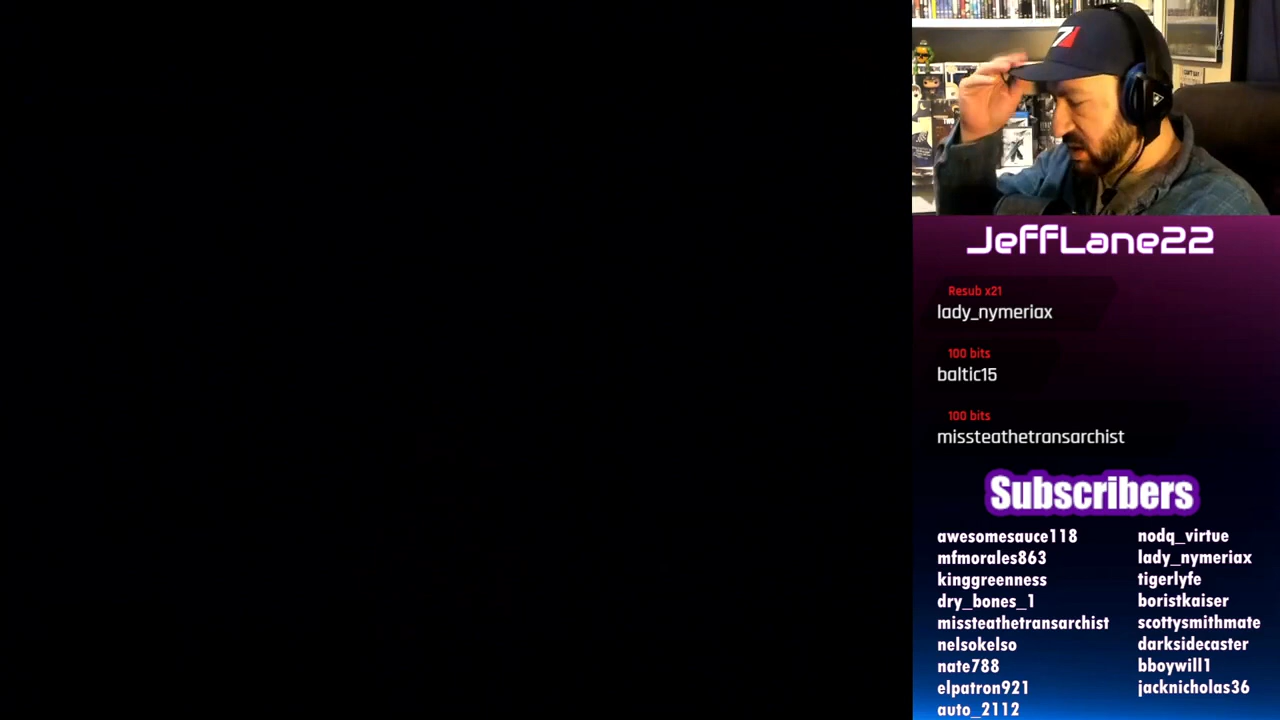 JeffLane22
Resub x21
lady_nymeriax
100 bits
baltic15
100 bits
missteathetransarchist
Subscribers
awesomesauce118
mfmorales863
kinggreenness
dry_bones_1
missteathetransarchist
nelsokelso
nate788
elpatron921
auto_2112
nodq_virtue
lady_nymeriax
tigerlyfe
boristkaiser
scottysmithmate
darksidecaster
bboywill1
jacknicholas36